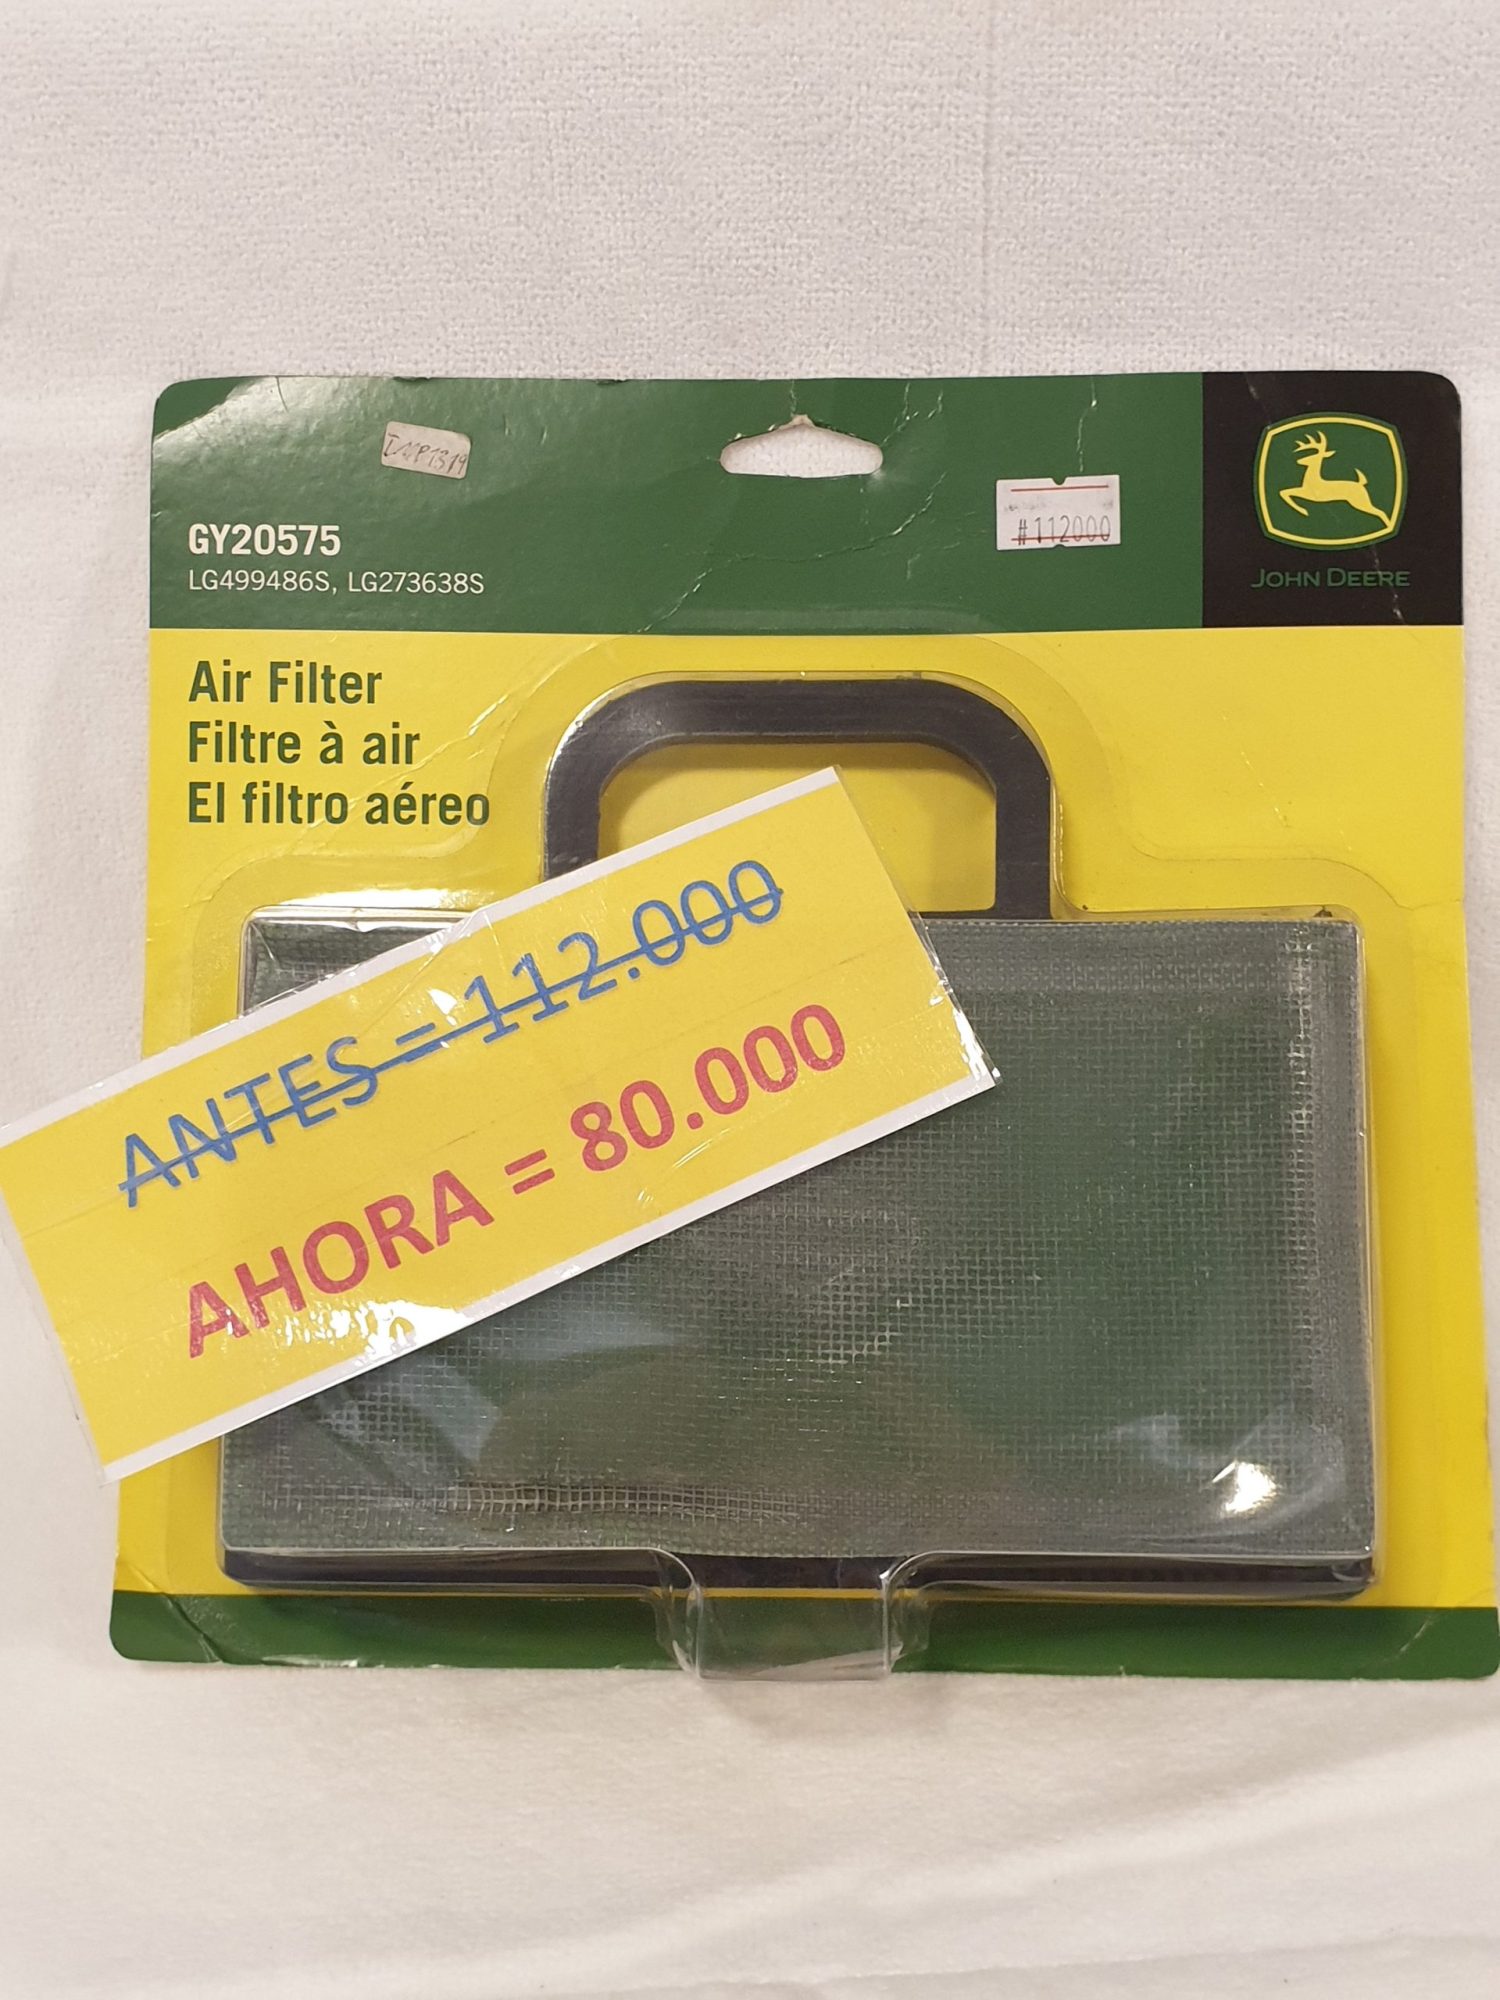 IMP1319
#112000
GY20575
LG499486S, LG273638S
JOHN DEERE
Air Filter
Filtre à air
El filtro aéreo
ANTES = 112.000
AHORA = 80.000